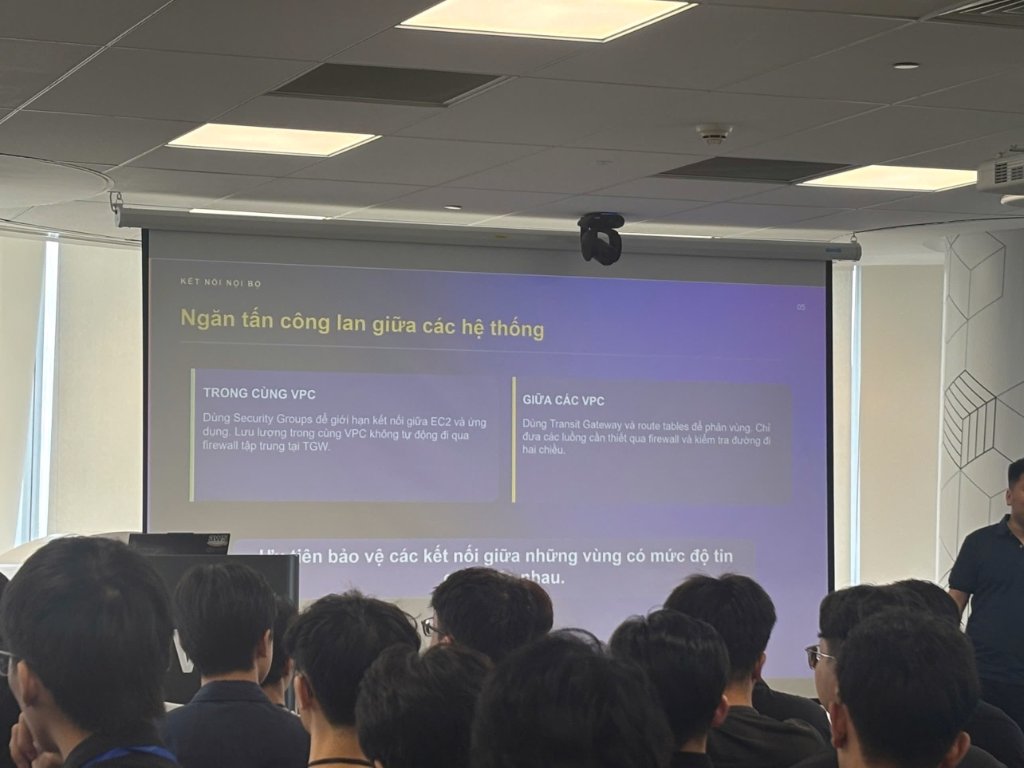 KẾT NỐI NỘI BỘ
05
Ngăn tấn công lan giữa các hệ thống
TRONG CÙNG VPC
Dùng Security Groups để giới hạn kết nối giữa EC2 và ứng
dụng. Lưu lượng trong cùng VPC không tự động đi qua
firewall tập trung tại TGW.
GIỮA CÁC VPC
Dùng Transit Gateway và route tables để phân vùng. Chỉ
đưa các luồng cần thiết qua firewall và kiểm tra đường đi
hai chiều.
Ưu tiên bảo vệ các kết nối giữa những vùng có mức độ tin
nhau.